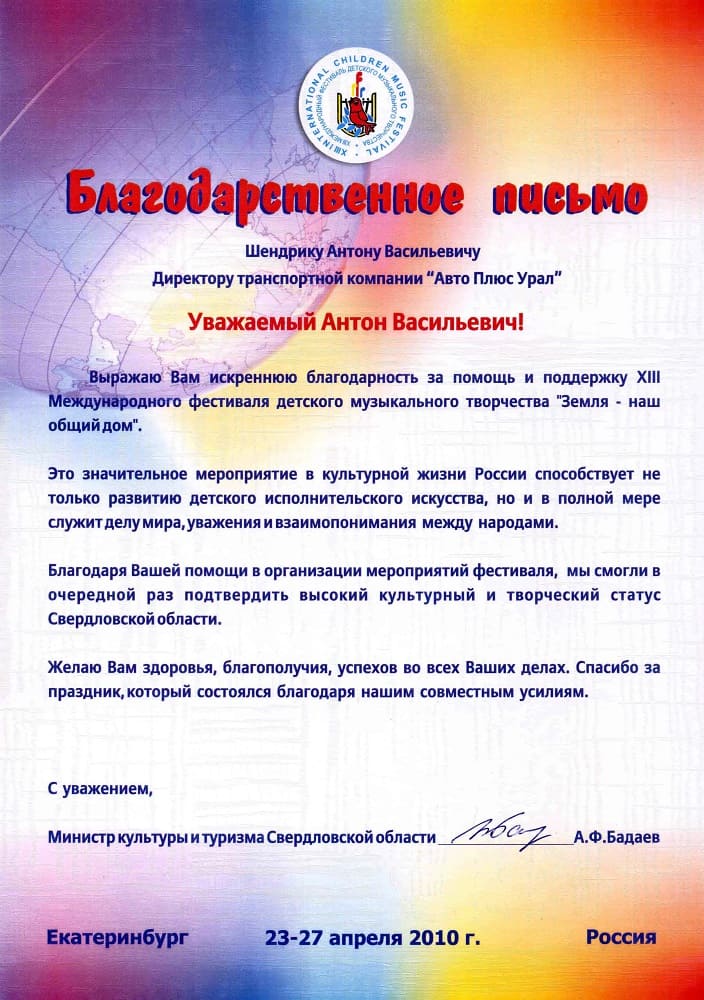 XIII INTERNATIONAL CHILDREN MUSIC FESTIVAL
XIII МЕЖДУНАРОДНЫЙ ФЕСТИВАЛЬ ДЕТСКОГО МУЗЫКАЛЬНОГО ТВОРЧЕСТВА
Благодарственное письмо
Шендрику Антону Васильевичу
Директору транспортной компании “Авто Плюс Урал”
Уважаемый Антон Васильевич!
Выражаю Вам искреннюю благодарность за помощь и поддержку XIII
Международного фестиваля детского музыкального творчества "Земля - наш
общий дом".
Это значительное мероприятие в культурной жизни России способствует не
только развитию детского исполнительского искусства, но и в полной мере
служит делу мира, уважения и взаимопонимания между народами.
Благодаря Вашей помощи в организации мероприятий фестиваля, мы смогли в
очередной раз подтвердить высокий культурный и творческий статус
Свердловской области.
Желаю Вам здоровья, благополучия, успехов во всех Ваших делах. Спасибо за
праздник, который состоялся благодаря нашим совместным усилиям.
С уважением,
Министр культуры и туризма Свердловской области А.Ф.Бадаев
Екатеринбург 23-27 апреля 2010 г. Россия